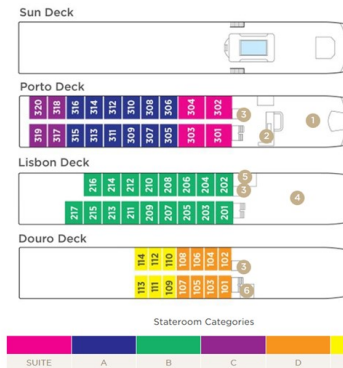 Sun Deck
Porto Deck
320 318 316 314 312 310 308 306 304 302
3
1
2
319 317 315 313 311 309 307 305 303 301
Lisbon Deck
5
216 214 212 210 208 206 204 202
3
4
217 215 213 211 209 207 205 203 201
Douro Deck
114 112 110 108 106 104 102
3
113 111 109 107 105 103 101
6
Stateroom Categories
SUITE A B C D